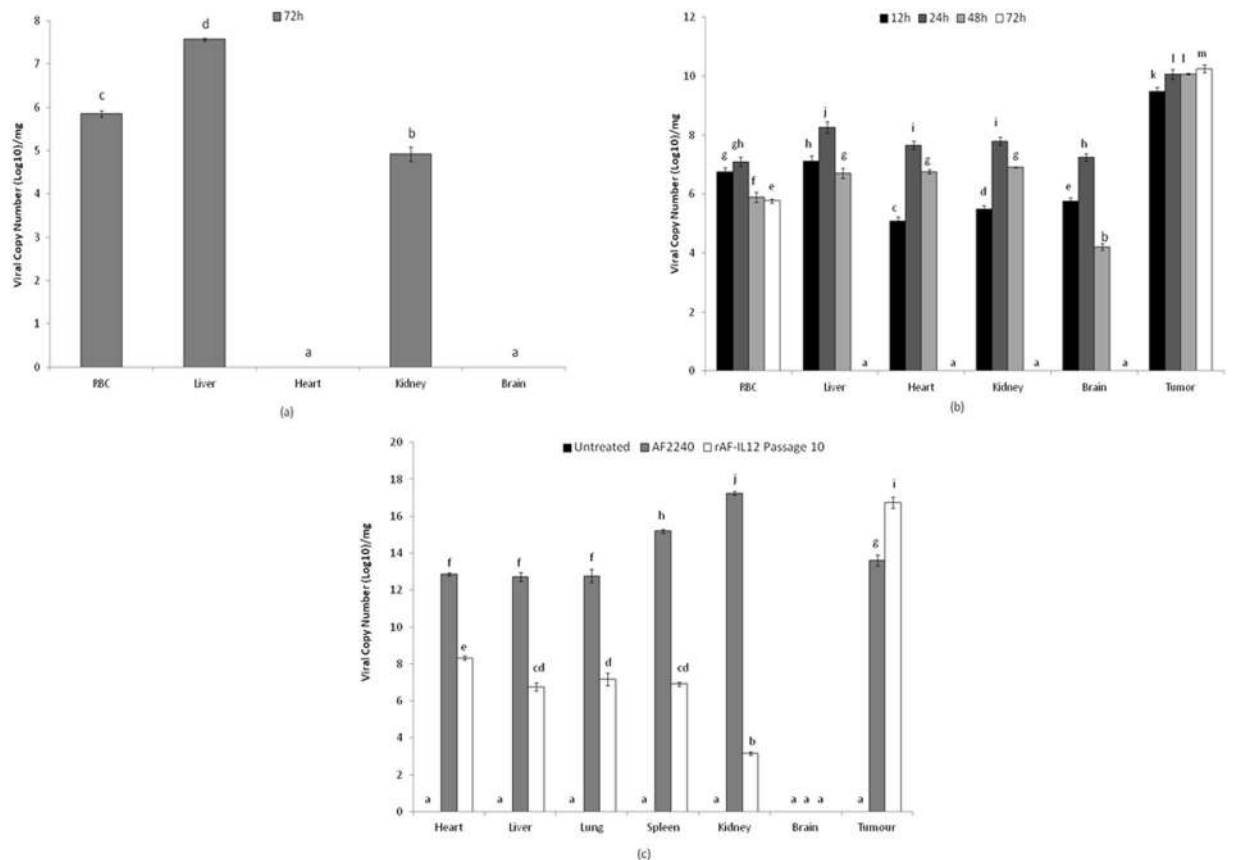 72h
Viral Copy Number (Log10)/mg
8
7
6
5
4
3
2
1
0
c
d
a
b
a
RBC Liver Heart Kidney Brain
(a)
12h 24h 48h 72h
Viral Copy Number (Log10)/mg
12
10
8
6
4
2
0
g gh f e
h j g a
c i g a
d i g a
e h b a
k l l m
RBC Liver Heart Kidney Brain Tumor
(b)
Untreated AF2240 rAF-IL12 Passage 10
Viral Copy Number (Log10)/mg
20
18
16
14
12
10
8
6
4
2
0
a f e
a f cd
a f d
a h cd
a j b
a a a
a g i
Heart Liver Lung Spleen Kidney Brain Tumour
(c)